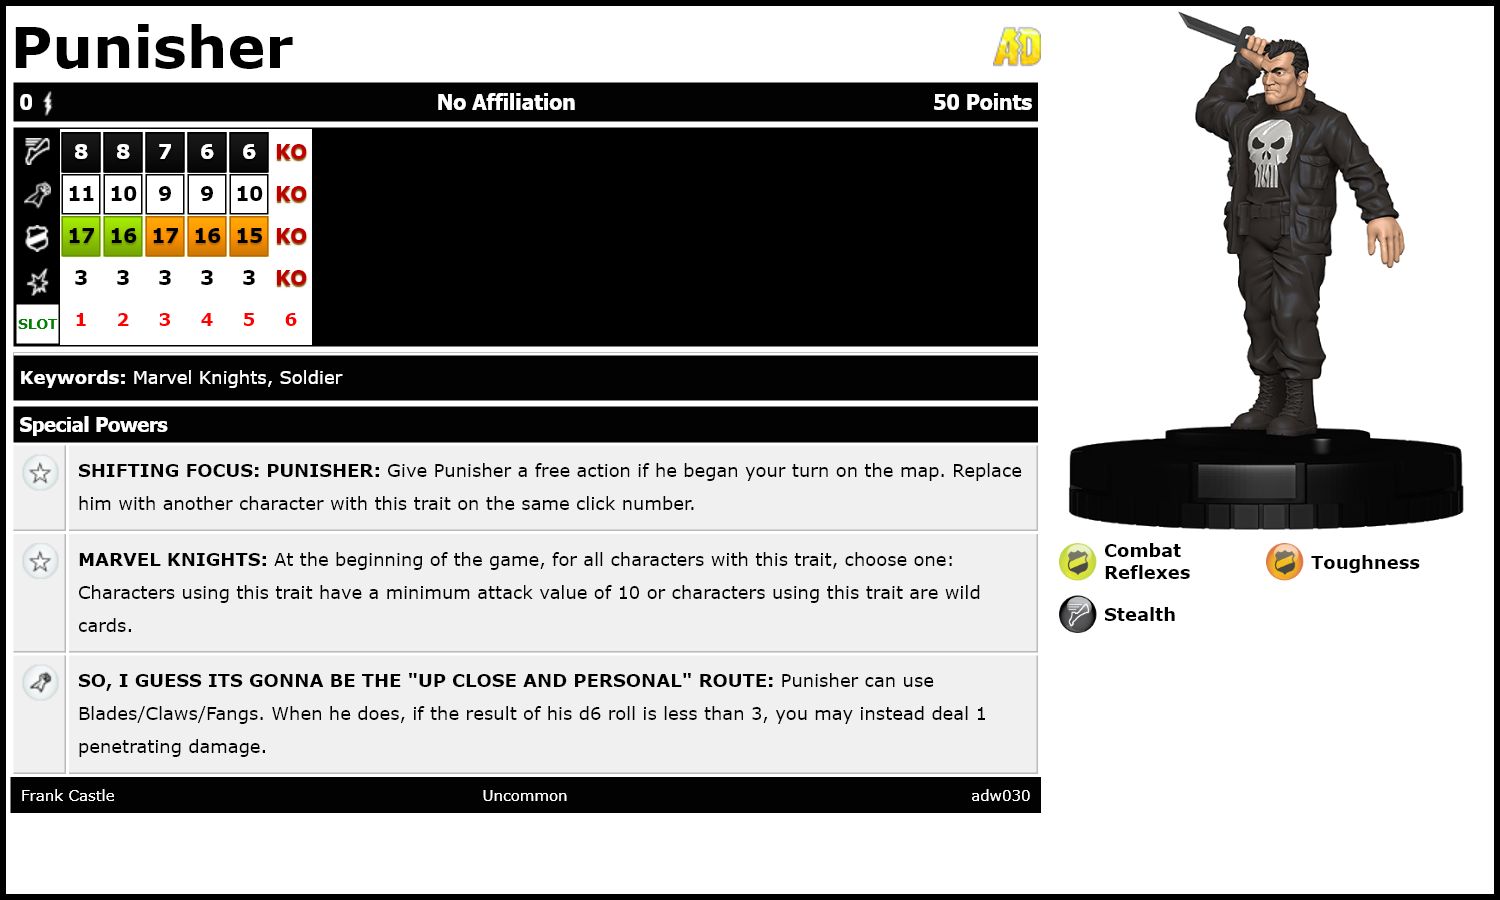 Punisher
AD
0 No Affiliation 50 Points
8 8 7 6 6 KO
11 10 9 9 10 KO
17 16 17 16 15 KO
3 3 3 3 3 KO
SLOT 1 2 3 4 5 6
Keywords: Marvel Knights, Soldier
Special Powers
SHIFTING FOCUS: PUNISHER: Give Punisher a free action if he began your turn on the map. Replace
him with another character with this trait on the same click number.
MARVEL KNIGHTS: At the beginning of the game, for all characters with this trait, choose one:
Characters using this trait have a minimum attack value of 10 or characters using this trait are wild
cards.
SO, I GUESS ITS GONNA BE THE "UP CLOSE AND PERSONAL" ROUTE: Punisher can use
Blades/Claws/Fangs. When he does, if the result of his d6 roll is less than 3, you may instead deal 1
penetrating damage.
Frank Castle Uncommon adw030
Combat
Reflexes
Toughness
Stealth